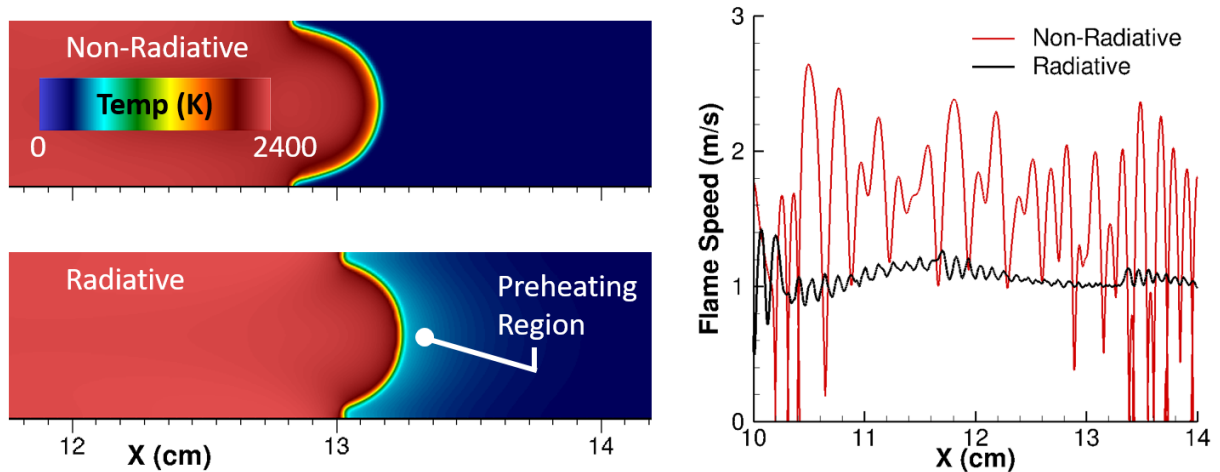 Non-Radiative
Temp (K)
0 2400
Radiative
Preheating
Region
12 13 14
X (cm)
Flame Speed (m/s)
3
2
1
0
Non-Radiative
Radiative
10 11 12 13 14
X (cm)